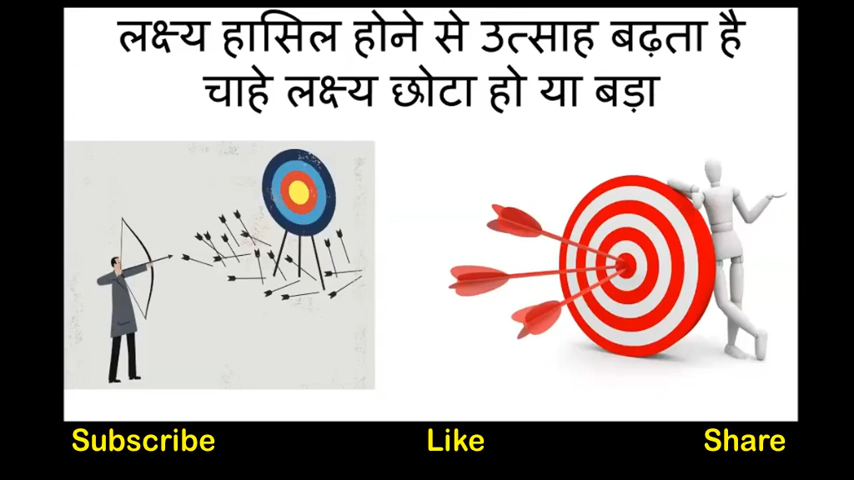 लक्ष्य हासिल होने से उत्साह बढ़ता है
चाहे लक्ष्य छोटा हो या बड़ा
Subscribe Like Share